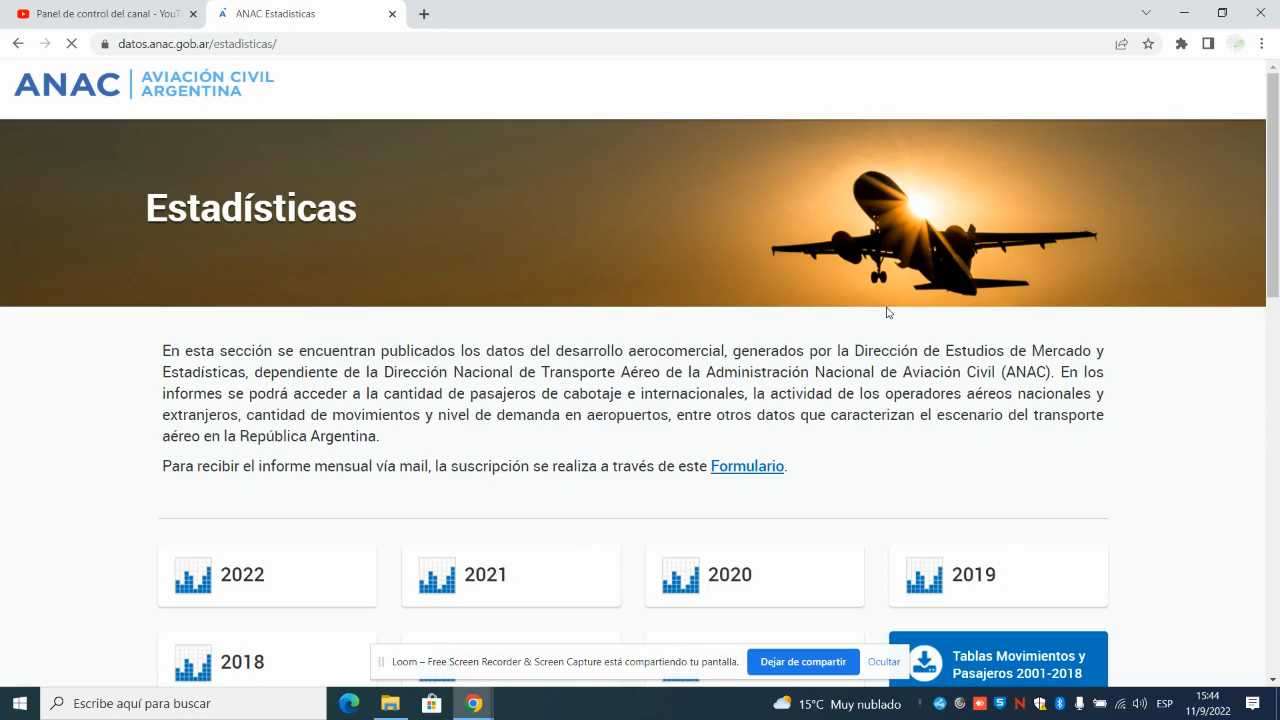 Panel de control del canal - YouT
ANAC Estadisticas
datos.anac.gob.ar/estadisticas/
ANAC
AVIACIÓN CIVIL
ARGENTINA
Estadísticas
En esta sección se encuentran publicados los datos del desarrollo aerocomercial, generados por la Dirección de Estudios de Mercado y
Estadísticas, dependiente de la Dirección Nacional de Transporte Aéreo de la Administración Nacional de Aviación Civil (ANAC). En los
informes se podrá acceder a la cantidad de pasajeros de cabotaje e internacionales, la actividad de los operadores aéreos nacionales y
extranjeros, cantidad de movimientos y nivel de demanda en aeropuertos, entre otros datos que caracterizan el escenario del transporte
aéreo en la República Argentina.
Para recibir el informe mensual vía mail, la suscripción se realiza a través de este Formulario.
2022
2021
2020
2019
2018
Tablas Movimientos y
Pasajeros 2001-2018
Loom – Free Screen Recorder & Screen Capture está compartiendo tu pantalla.
Dejar de compartir
Ocultar
Escribe aquí para buscar
15°C Muy nublado
ESP
15:44
11/9/2022